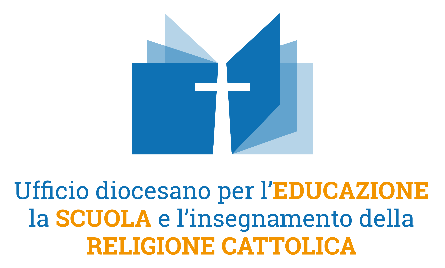 Ufficio diocesano per l'EDUCAZIONE
la SCUOLA e l'insegnamento della
RELIGIONE CATTOLICA